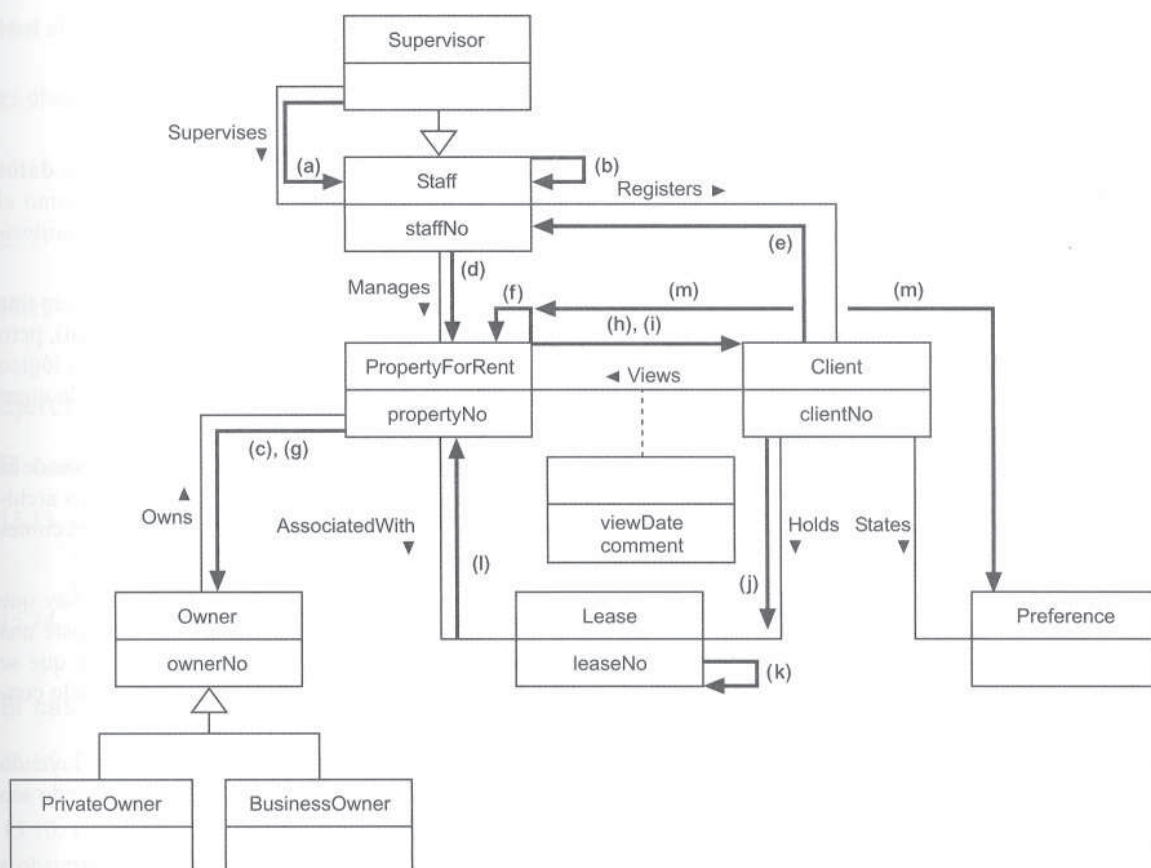 Supervisor
Supervises ▼
(a)
Staff
(b)
Registers ►
staffNo
(e)
(d)
Manages ▼
(f)
(m)
(m)
(h), (i)
PropertyForRent
◄ Views
Client
propertyNo
clientNo
(c), (g)
▲ Owns
AssociatedWith ▼
viewDate
comment
Holds ▼
States ▼
(l)
(j)
Owner
Lease
Preference
ownerNo
leaseNo
(k)
PrivateOwner
BusinessOwner